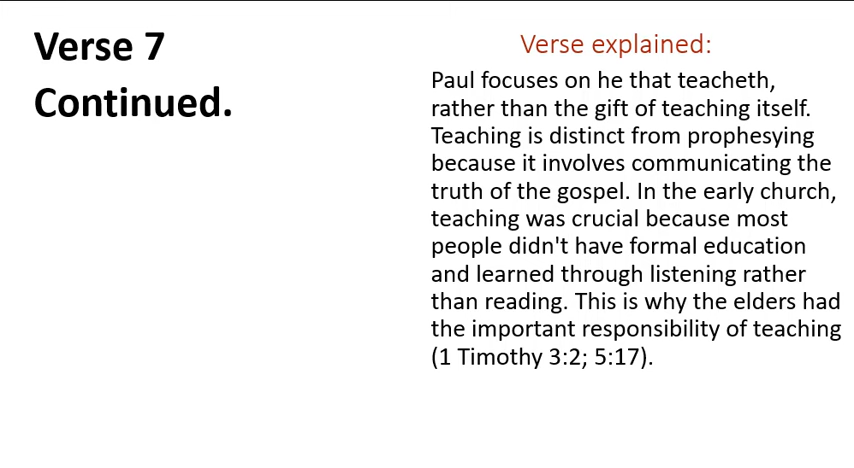 Verse 7
Continued.
Verse explained:
Paul focuses on he that teacheth,
rather than the gift of teaching itself.
Teaching is distinct from prophesying
because it involves communicating the
truth of the gospel. In the early church,
teaching was crucial because most
people didn't have formal education
and learned through listening rather
than reading. This is why the elders had
the important responsibility of teaching
(1 Timothy 3:2; 5:17).